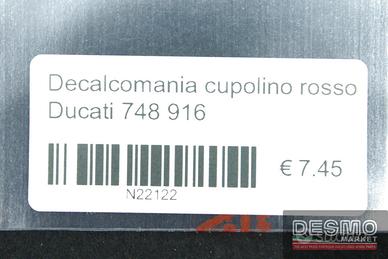 Decalcomania cupolino rosso
Ducati 748 916
€ 7.45
N22122
DESMO
MARKET